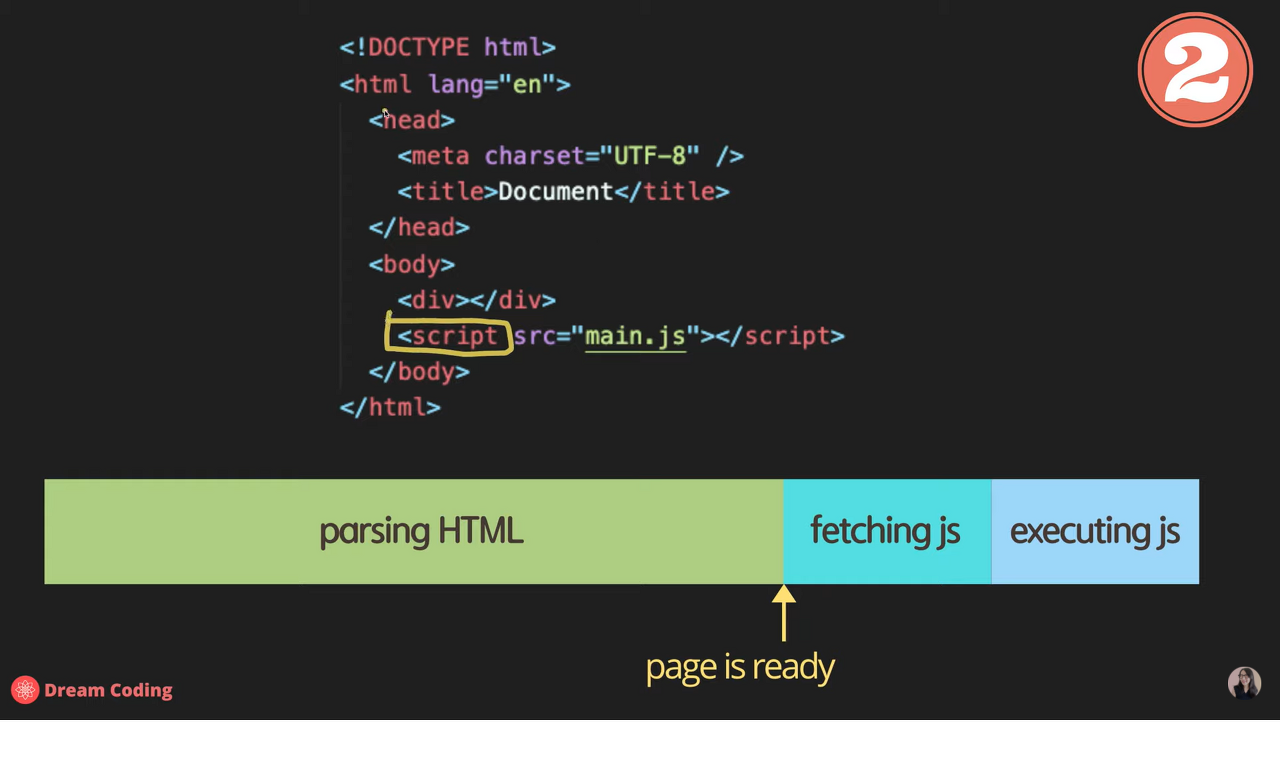 <!DOCTYPE html>
<html lang="en">
<head>
<meta charset="UTF-8" />
<title>Document</title>
</head>
<body>
<div></div>
<script src="main.js"></script>
</body>
</html>
2
parsing HTML
fetching js
executing js
page is ready
Dream Coding